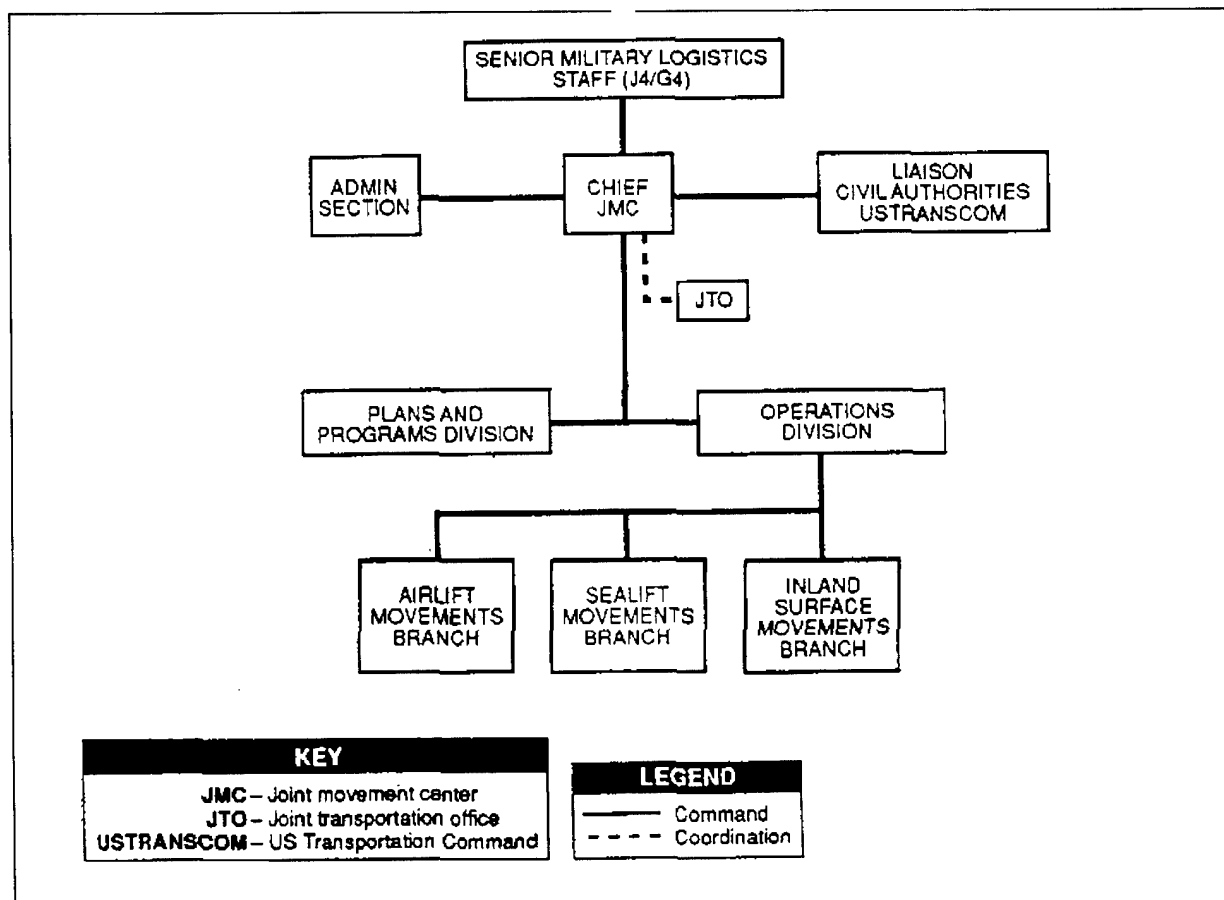 SENIOR MILITARY LOGISTICS
STAFF (J4/G4)
ADMIN
SECTION
CHIEF
JMC
LIAISON
CIVIL AUTHORITIES
USTRANSCOM
JTO
PLANS AND
PROGRAMS DIVISION
OPERATIONS
DIVISION
AIRLIFT
MOVEMENTS
BRANCH
SEALIFT
MOVEMENTS
BRANCH
INLAND
SURFACE
MOVEMENTS
BRANCH
KEY
JMC – Joint movement center
JTO – Joint transportation office
USTRANSCOM – US Transportation Command
LEGEND
Command
Coordination